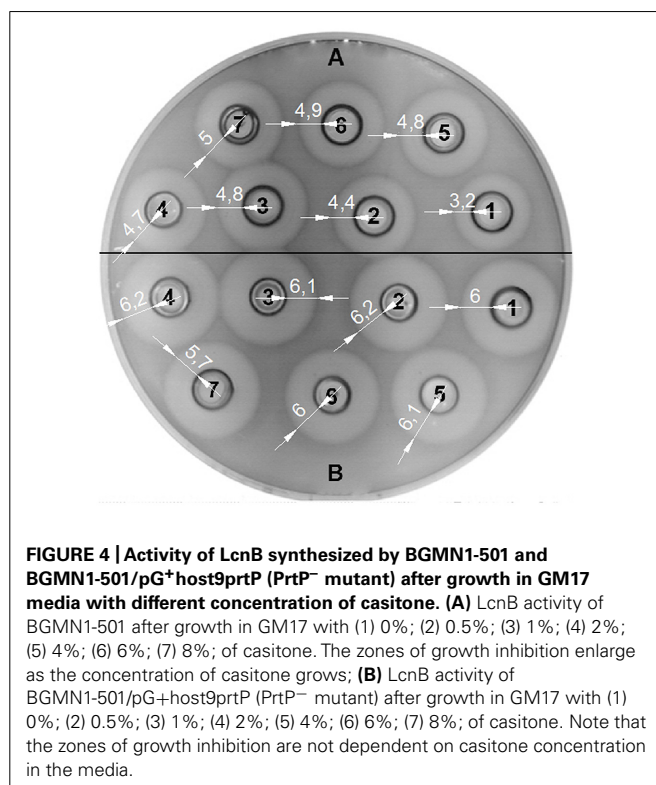 A
7 4,9 6 4,8 5
5
4 4,8 3 4,4 2 3,2 1
4,7
4 3 6,1 2 6 1
6,2 6,2
5,7
7 6 6 5
6,1
B
FIGURE 4 | Activity of LcnB synthesized by BGMN1-501 and
BGMN1-501/pG⁺host9prtP (PrtP⁻ mutant) after growth in GM17
media with different concentration of casitone. (A) LcnB activity of
BGMN1-501 after growth in GM17 with (1) 0%; (2) 0.5%; (3) 1%; (4) 2%;
(5) 4%; (6) 6%; (7) 8%; of casitone. The zones of growth inhibition enlarge
as the concentration of casitone grows; (B) LcnB activity of
BGMN1-501/pG+host9prtP (PrtP⁻ mutant) after growth in GM17 with (1)
0%; (2) 0.5%; (3) 1%; (4) 2%; (5) 4%; (6) 6%; (7) 8%; of casitone. Note that
the zones of growth inhibition are not dependent on casitone concentration
in the media.